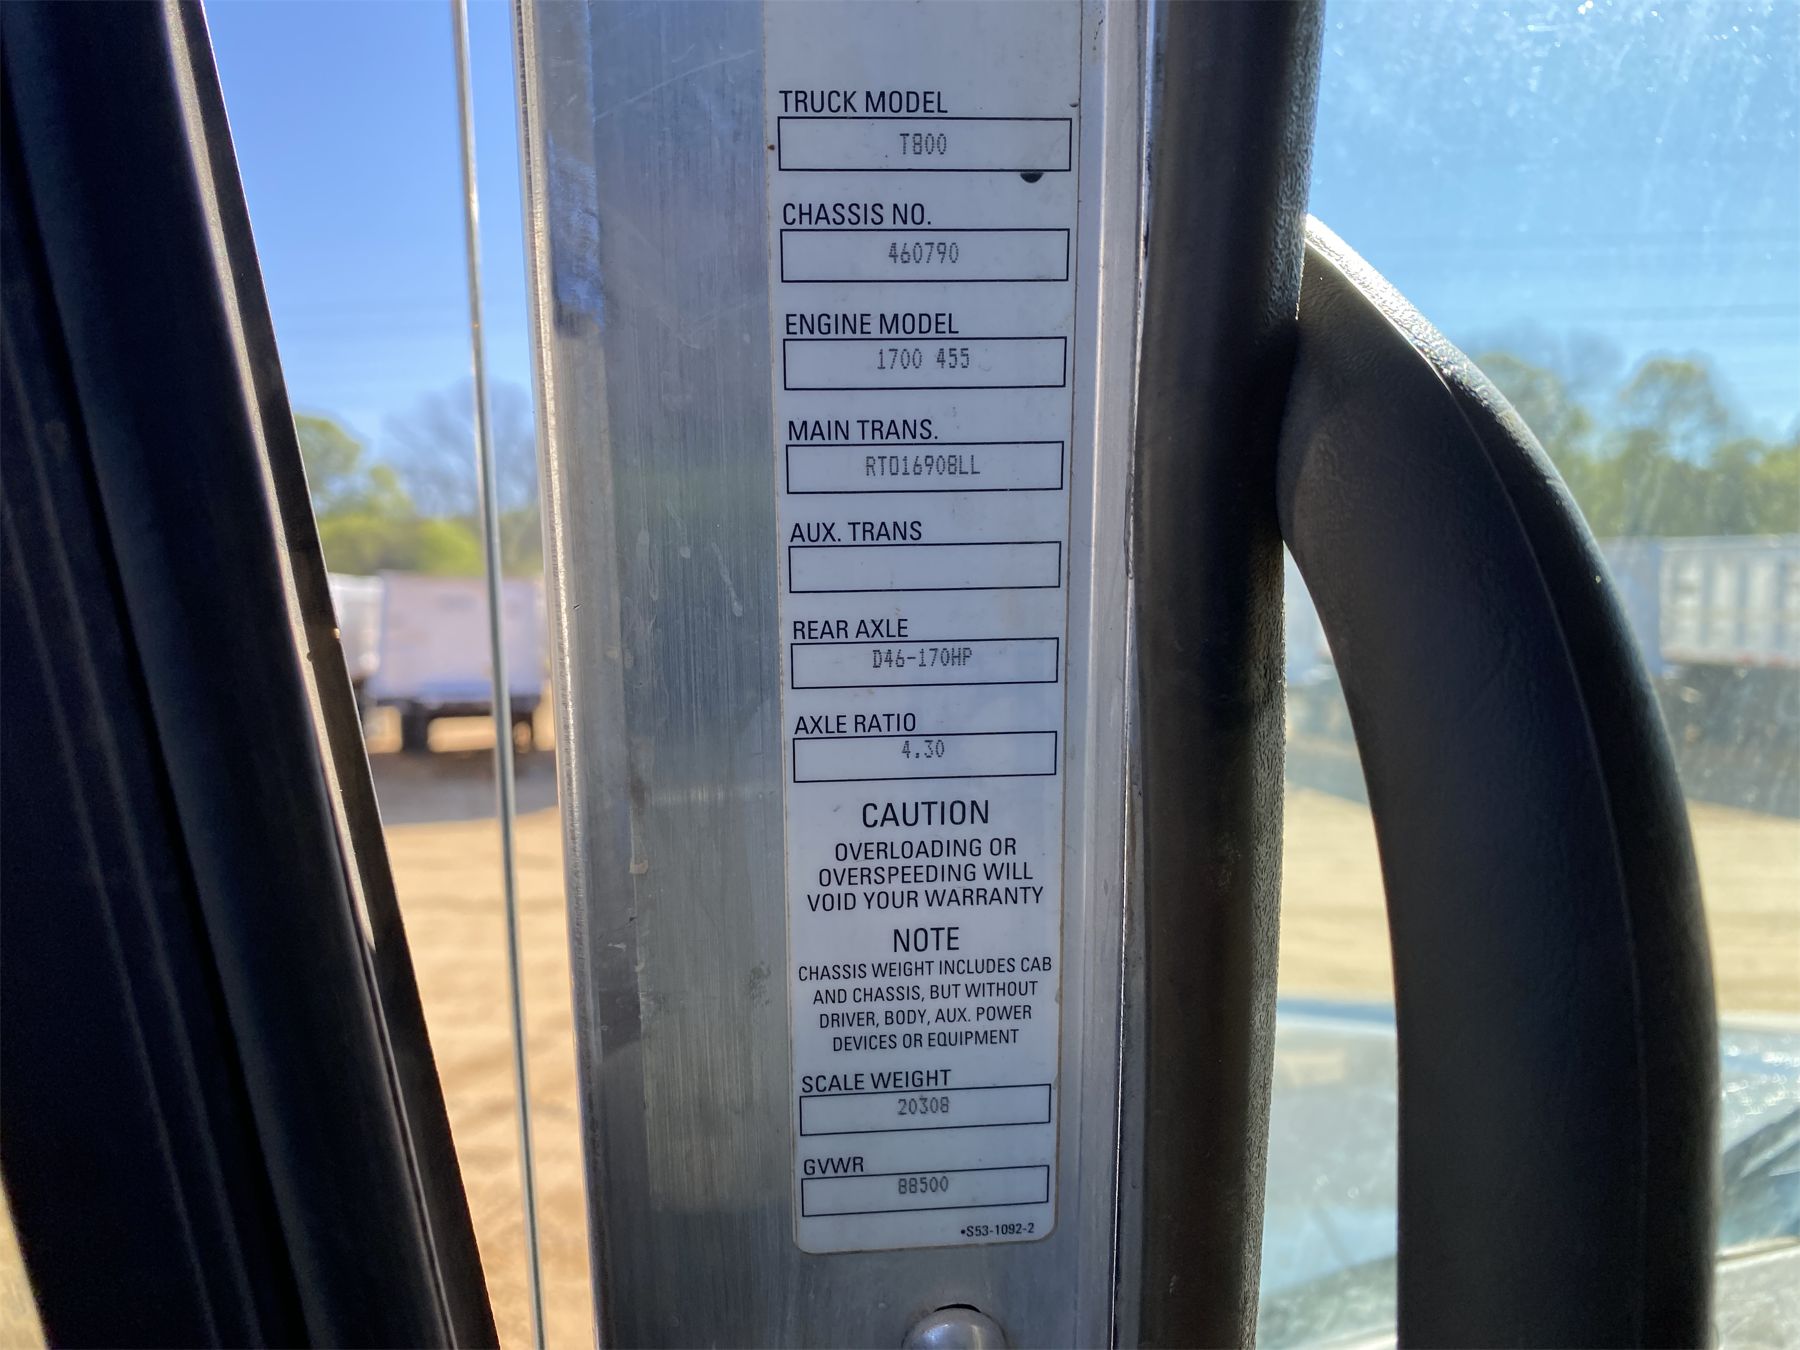 TRUCK MODEL
T800
CHASSIS NO.
460790
ENGINE MODEL
1700 455
MAIN TRANS.
RTO16908LL
AUX. TRANS
REAR AXLE
D46-170HP
AXLE RATIO
4.30
CAUTION
OVERLOADING OR
OVERSPEEDING WILL
VOID YOUR WARRANTY
NOTE
CHASSIS WEIGHT INCLUDES CAB
AND CHASSIS, BUT WITHOUT
DRIVER, BODY, AUX. POWER
DEVICES OR EQUIPMENT
SCALE WEIGHT
20308
GVWR
88500
•S53-1092-2